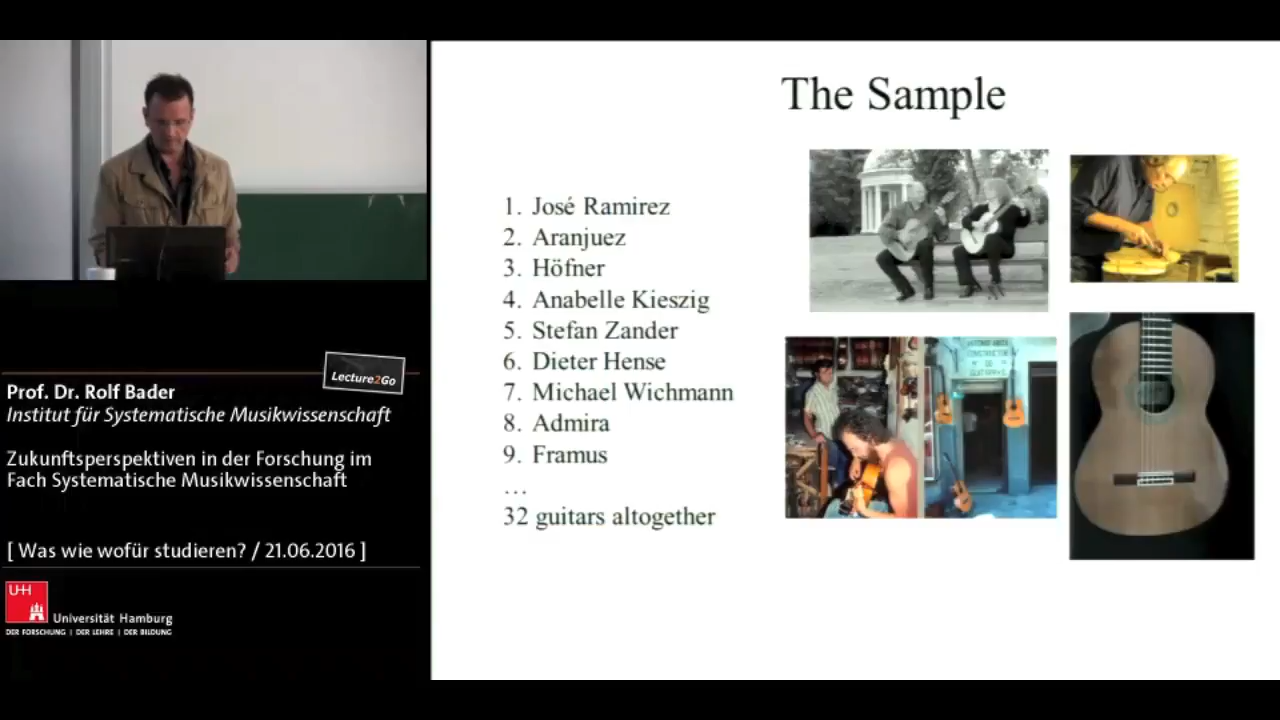 The Sample
1. José Ramirez
2. Aranjuez
3. Höfner
4. Anabelle Kieszig
5. Stefan Zander
6. Dieter Hense
7. Michael Wichmann
8. Admira
9. Framus
…
32 guitars altogether
Lecture2Go
Prof. Dr. Rolf Bader
Institut für Systematische Musikwissenschaft
Zukunftsperspektiven in der Forschung im
Fach Systematische Musikwissenschaft
[ Was wie wofür studieren? / 21.06.2016 ]
UH
Universität Hamburg
DER FORSCHUNG | DER LEHRE | DER BILDUNG